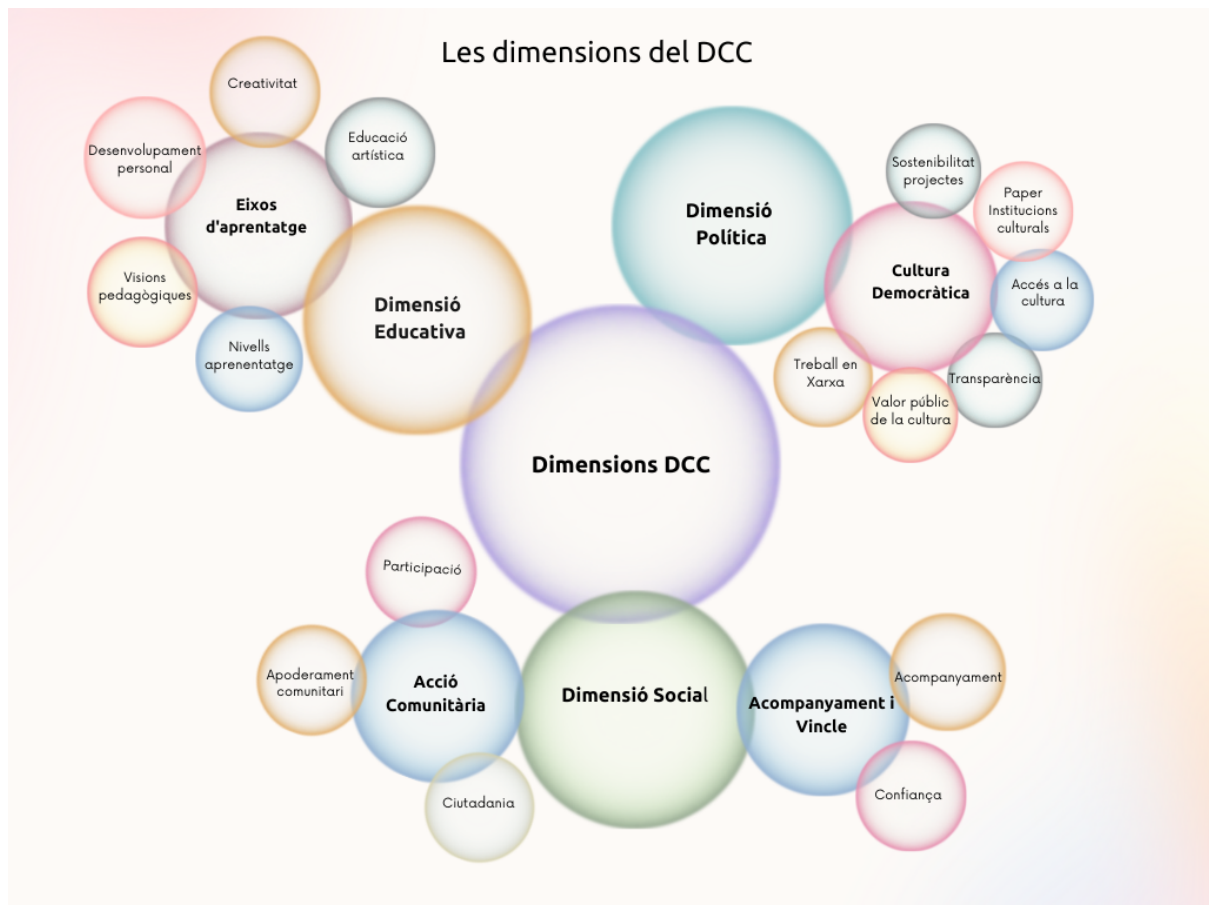 Les dimensions del DCC
Creativitat
Desenvolupament
personal
Educació
artística
Eixos
d'aprentatge
Visions
pedagògiques
Nivells
aprenentatge
Dimensió
Educativa
Dimensió
Política
Sostenibilitat
projectes
Paper
Institucions
culturals
Cultura
Democràtica
Accés a la
cultura
Treball en
Xarxa
Transparència
Valor públic
de la cultura
Dimensions DCC
Participació
Apoderament
comunitari
Acció
Comunitària
Ciutadania
Dimensió Social
Acompanyament i
Vincle
Acompanyament
Confiança